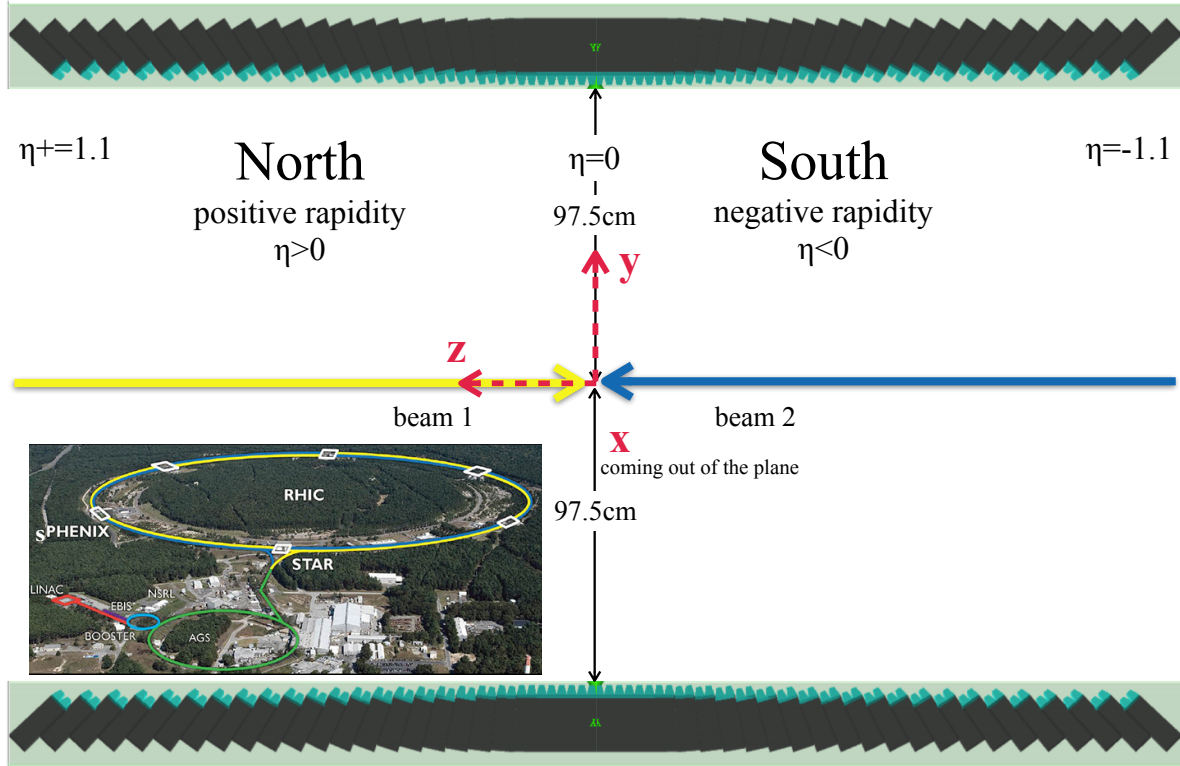 η+=1.1
North
positive rapidity
η>0
η=0
97.5cm
South
negative rapidity
η<0
η=-1.1
y
z
beam 1
beam 2
x
coming out of the plane
97.5cm
RHIC
sPHENIX
STAR
LINAC
EBIS
NSRL
BOOSTER
AGS